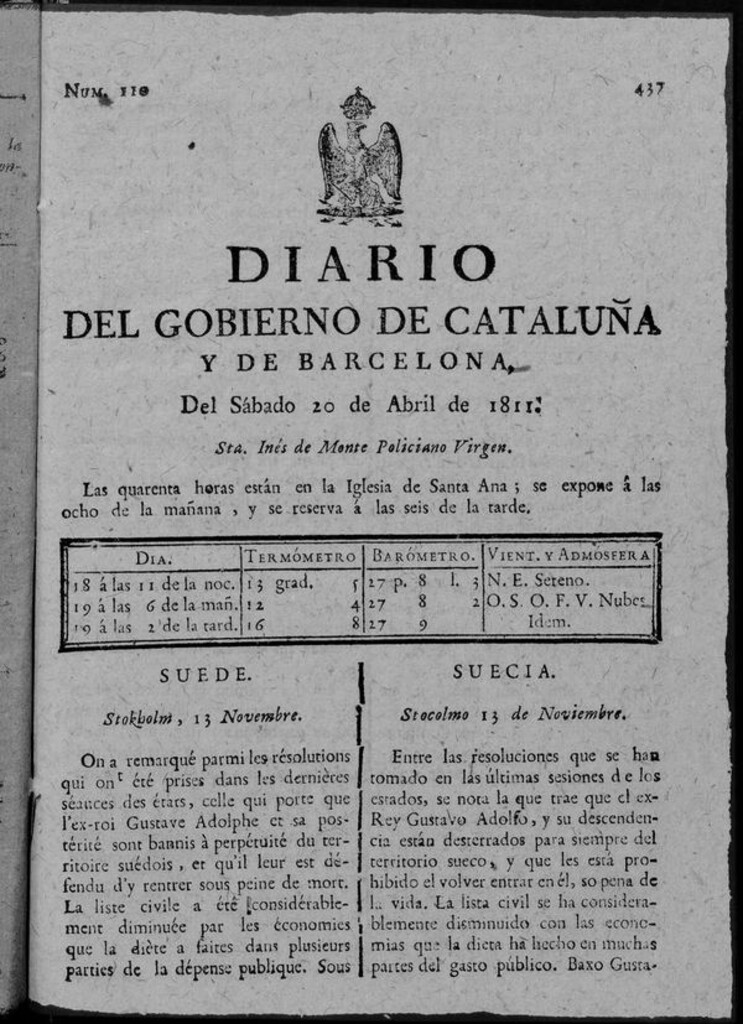 Num. 110
437
DIARIO
DEL GOBIERNO DE CATALUÑA
Y DE BARCELONA,
Del Sábado 20 de Abril de 1811.
Sta. Inés de Monte Policiano Virgen.
Las quarenta horas están en la Iglesia de Santa Ana ; se expone á las
ocho de la mañana , y se reserva á las seis de la tarde.
DIA. TERMÓMETRO BARÓMETRO. VIENT. Y ADMÓSFERA
18 á las 11 de la noc. 13 grad. 5 27 p. 8 l. 3 N. E. Sereno.
19 á las 6 de la mañ. 12 4 27 8 2 O. S. O. F. V. Nubes
19 á las 2 de la tard. 16 8 27 9 Idem.
SUEDE.
Stokholm, 13 Novembre.
On a remarqué parmi les résolutions
qui ont été prises dans les dernières
séances des états, celle qui porte que
l'ex-roi Gustave Adolphe et sa pos-
térité sont bannis à perpétuité du ter-
ritoire suédois , et qu'il leur est dé-
fendu d'y rentrer sous peine de mort.
La liste civile a été considérable-
ment diminuée par les économies
que la diète a faites dans plusieurs
parties de la dépense publique. Sous
SUECIA.
Stocolmo 13 de Noviembre.
Entre las resoluciones que se han
tomado en las últimas sesiones de los
estados, se nota la que trae que el ex-
Rey Gustavo Adolfo, y su descenden-
cia están desterrados para siempre del
territorio sueco, y que les está pro-
hibido el volver entrar en él, so pena de
la vida. La lista civil se ha considera-
blemente disminuido con las econo-
mias que la dieta ha hecho en muchas
partes del gasto público. Baxo Gusta-